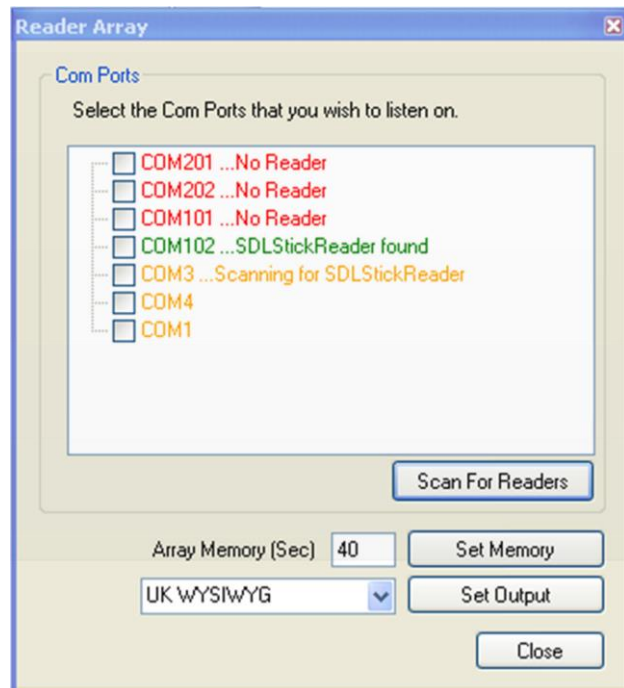 Reader Array
Com Ports
Select the Com Ports that you wish to listen on.
COM201 ...No Reader
COM202 ...No Reader
COM101 ...No Reader
COM102 ...SDLStickReader found
COM3 ...Scanning for SDLStickReader
COM4
COM1
Scan For Readers
Array Memory (Sec) 40 Set Memory
UK WYSIWYG Set Output
Close